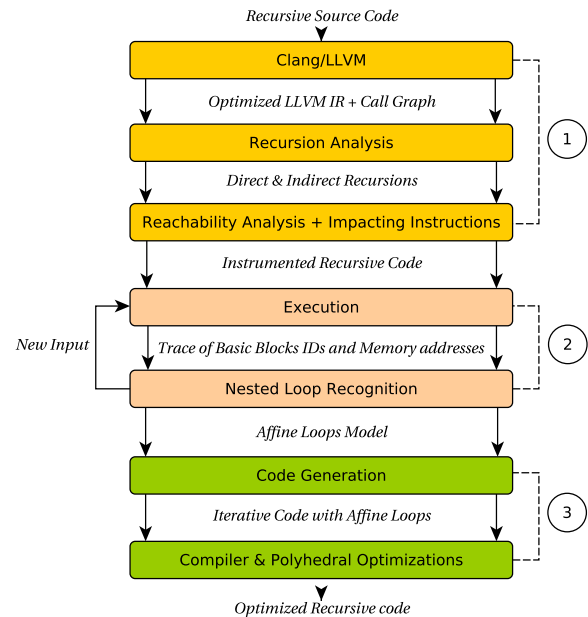 Recursive Source Code
Clang/LLVM
Optimized LLVM IR + Call Graph
1
Recursion Analysis
Direct & Indirect Recursions
Reachability Analysis + Impacting Instructions
Instrumented Recursive Code
Execution
New Input
Trace of Basic Blocks IDs and Memory addresses
2
Nested Loop Recognition
Affine Loops Model
Code Generation
Iterative Code with Affine Loops
3
Compiler & Polyhedral Optimizations
Optimized Recursive code